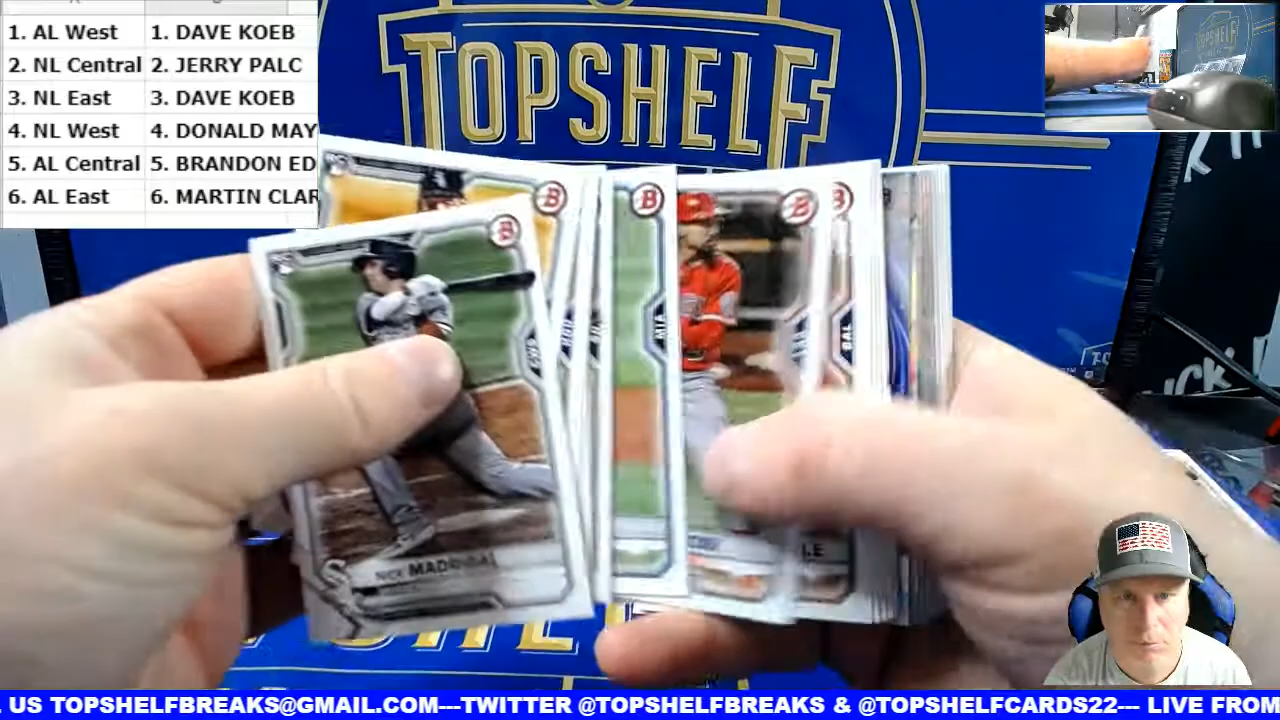 1. AL West 1. DAVE KOEB
2. NL Central 2. JERRY PALC
3. NL East 3. DAVE KOEB
4. NL West 4. DONALD MAY
5. AL Central 5. BRANDON ED
6. AL East 6. MARTIN CLAR
TOPSHELF
B
B
B
B
B
MIA
BAL
NICK MADRIGAL
US TOPSHELFBREAKS@GMAIL.COM---TWITTER @TOPSHELFBREAKS & @TOPSHELFCARDS22--- LIVE FROM